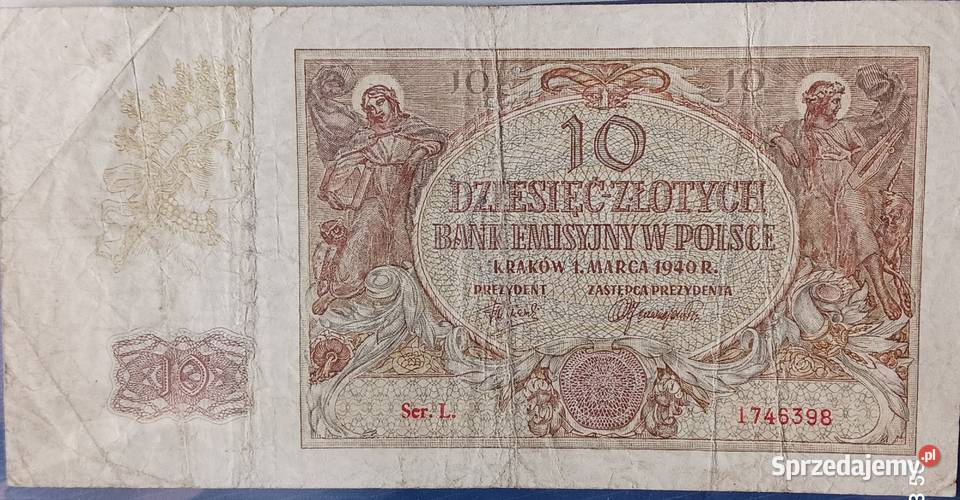 10 10
10
DZIESIĘĆ ZŁOTYCH
BANK EMISYJNY W POLSCE
KRAKÓW 1. MARCA 1940 R.
PREZYDENT ZASTĘPCA PREZYDENTA
Ser. L. 1746398
Sprzedajemy.pl